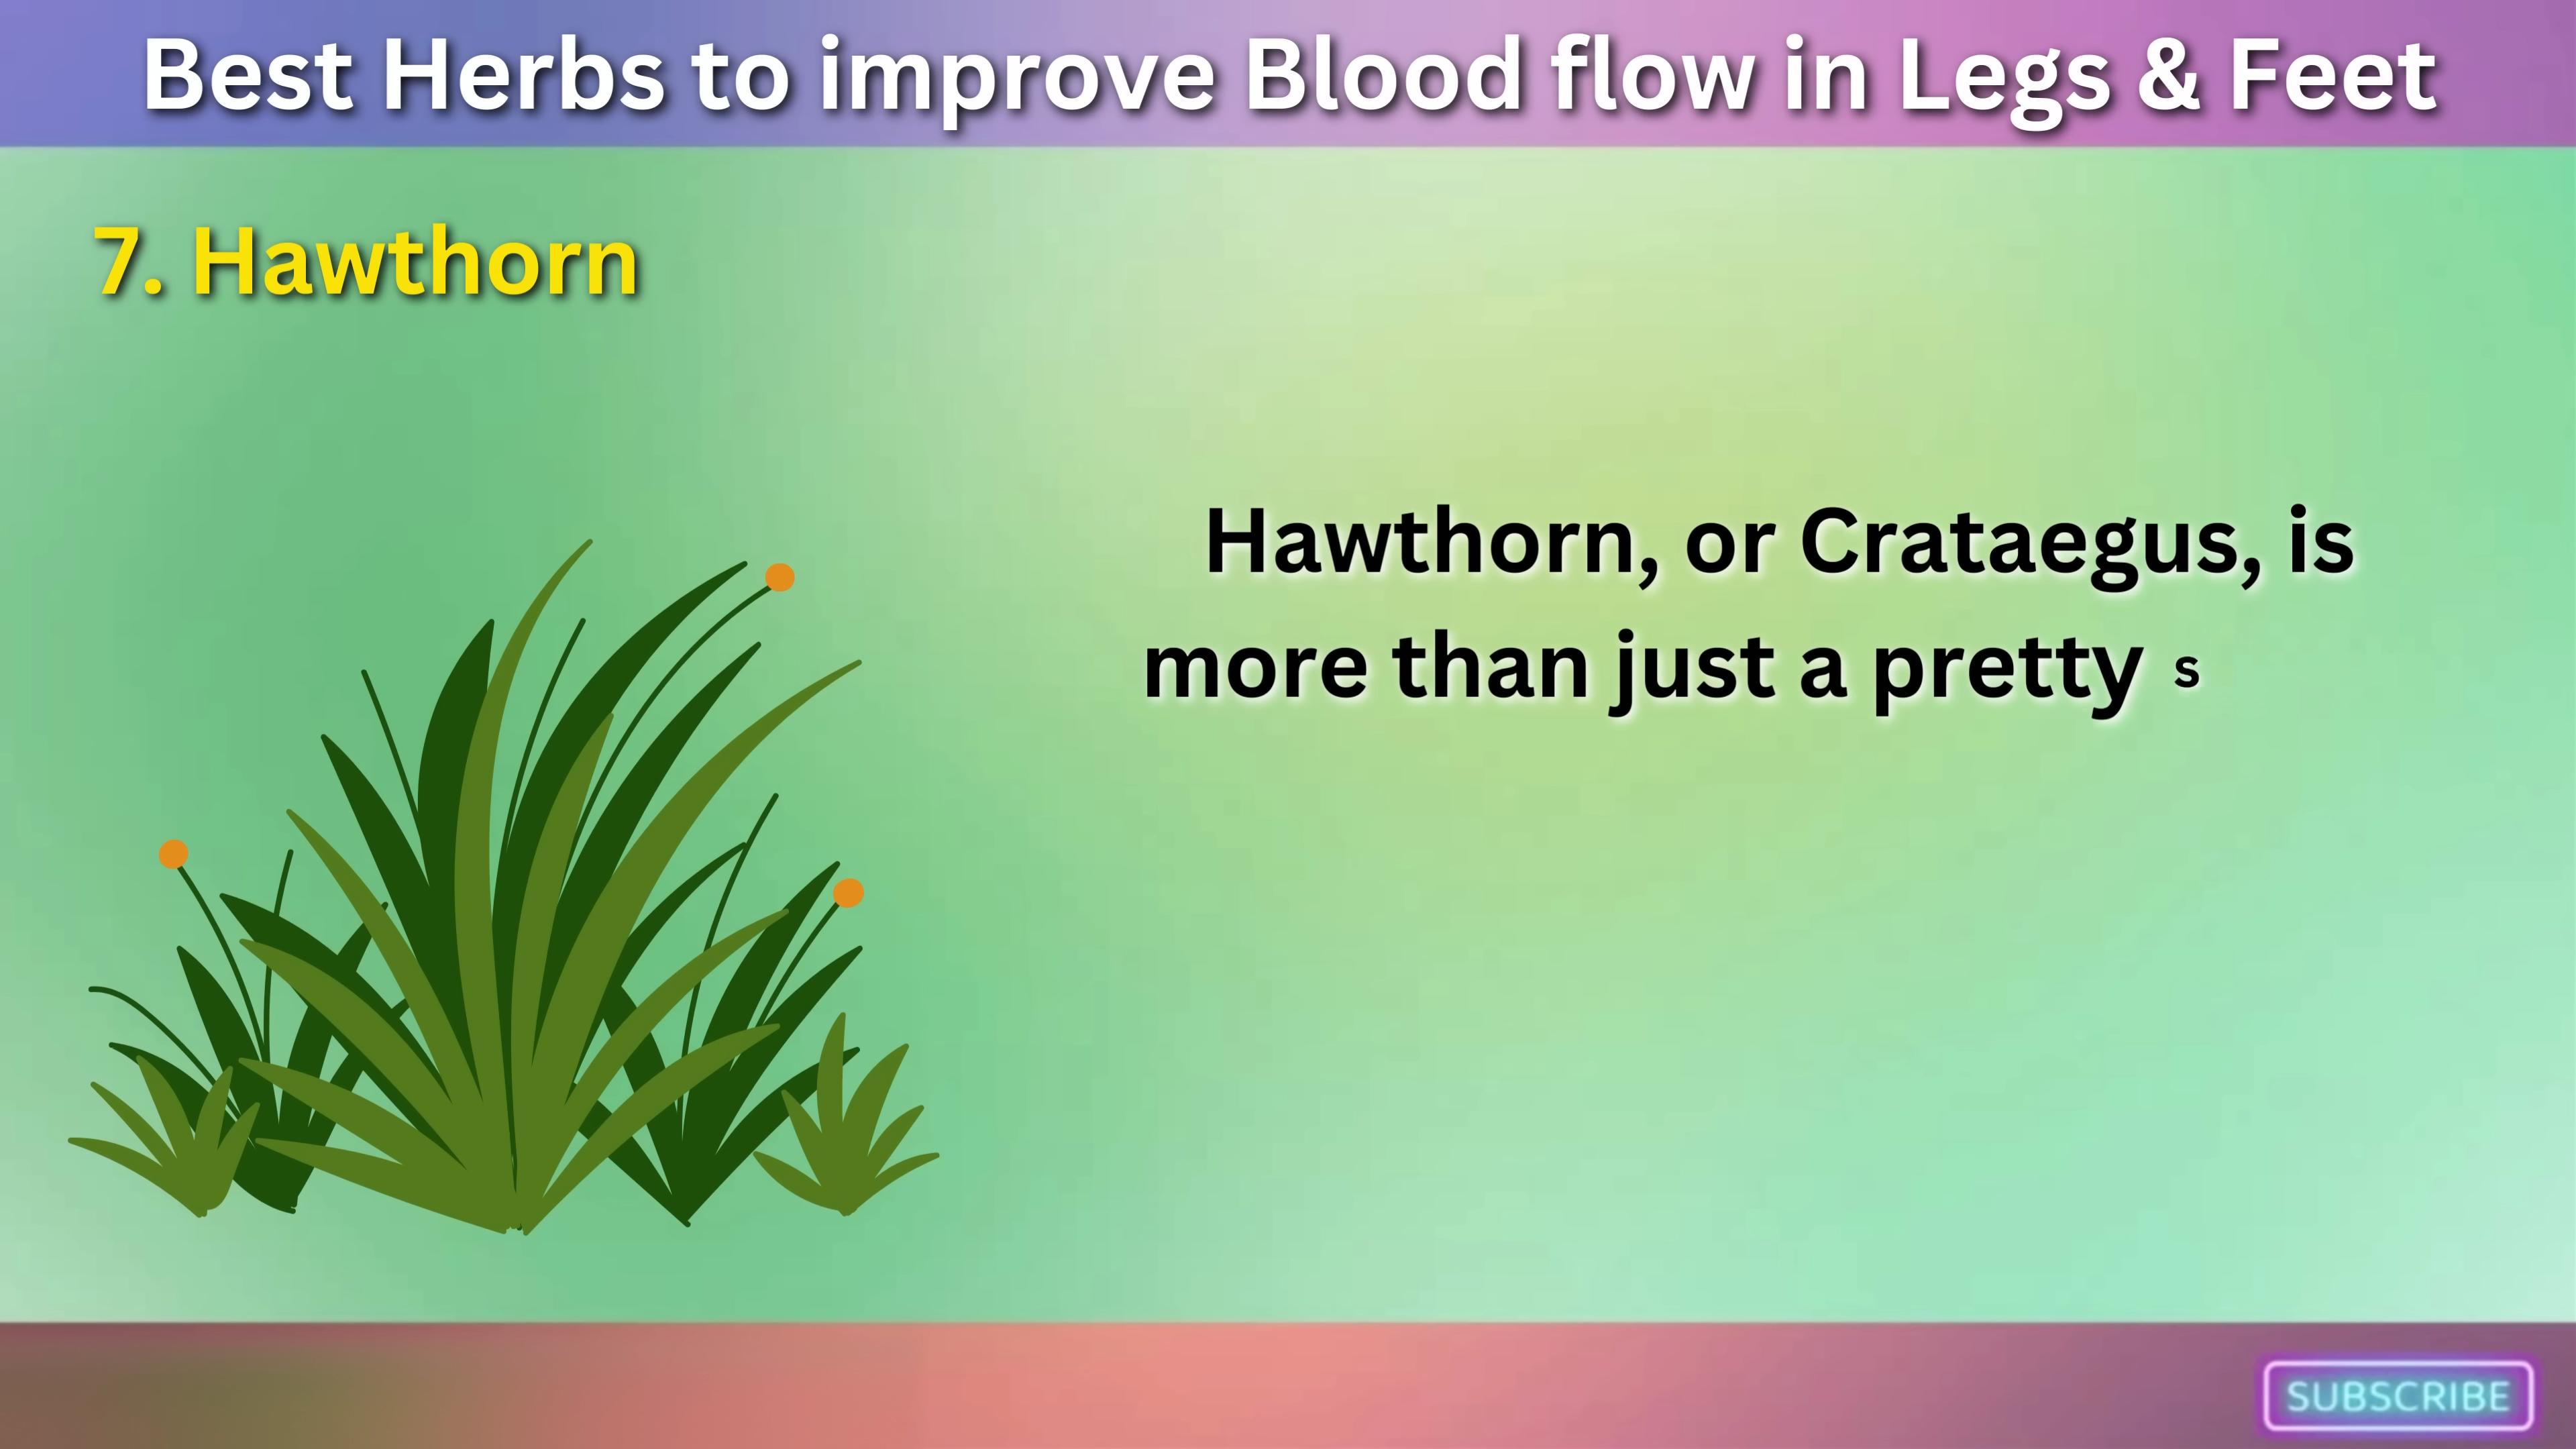 Best Herbs to improve Blood flow in Legs & Feet
7. Hawthorn
Hawthorn, or Crataegus, is
more than just a pretty s
SUBSCRIBE